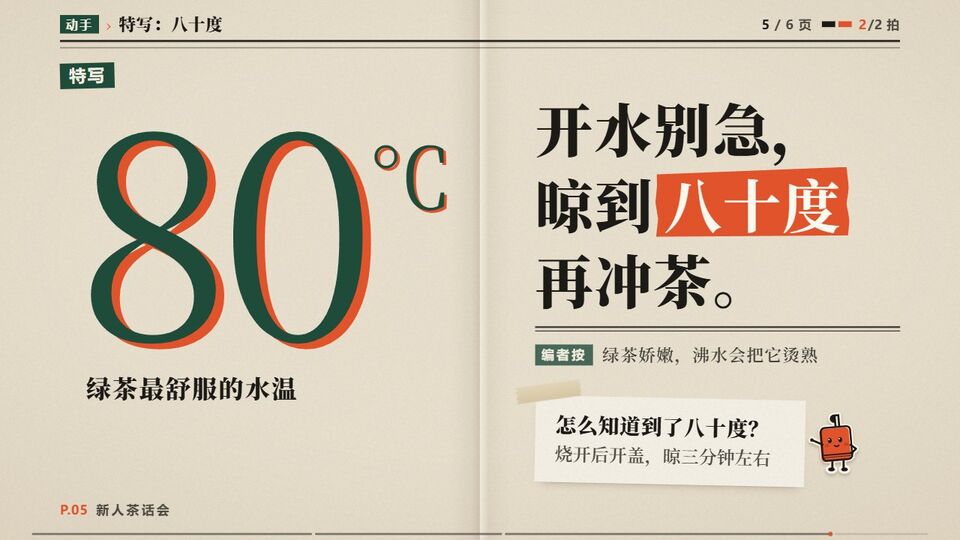 动手 › 特写：八十度
5 / 6 页 2/2 拍
特写
80°C
绿茶最舒服的水温
开水别急，
晾到八十度
再冲茶。
编者按 绿茶娇嫩，沸水会把它烫熟
怎么知道到了八十度？
烧开后开盖，晾三分钟左右
P.05 新人茶话会